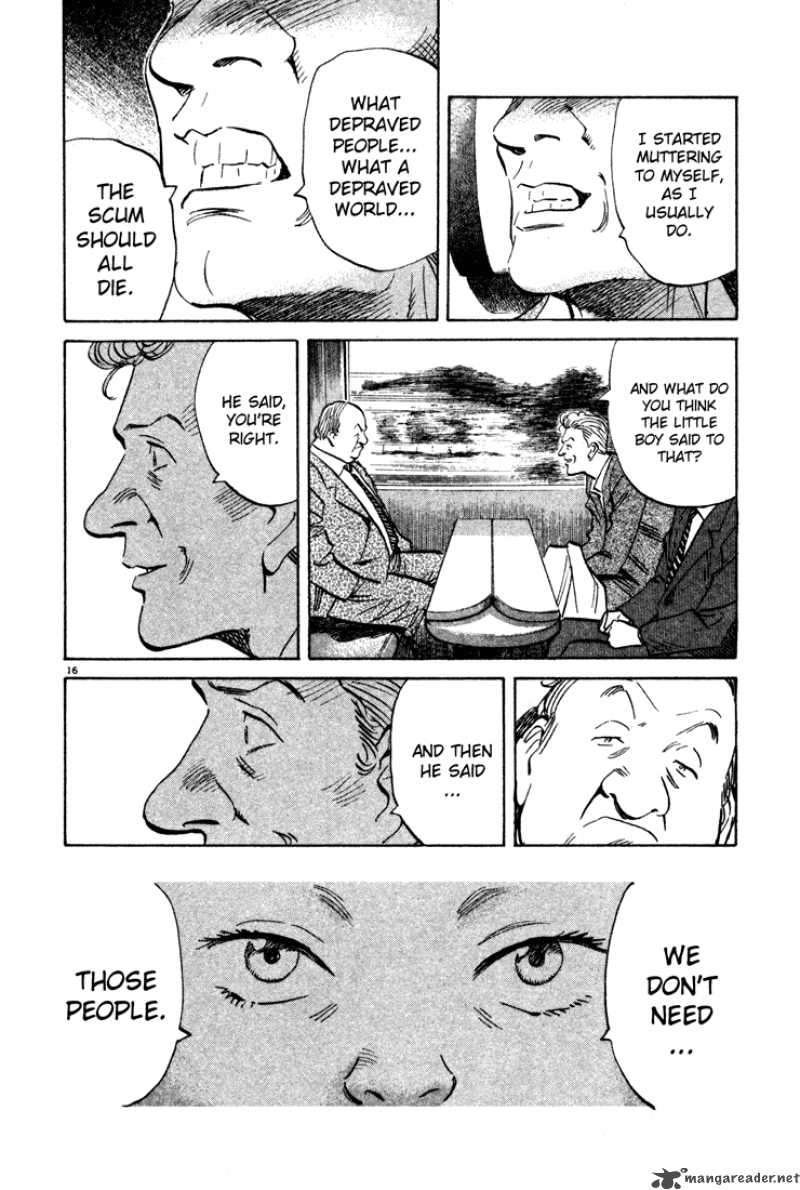 I STARTED
MUTTERING
TO MYSELF,
AS I
USUALLY
DO.
WHAT
DEPRAVED
PEOPLE...
WHAT A
DEPRAVED
WORLD...
THE
SCUM
SHOULD
ALL
DIE.
AND WHAT DO
YOU THINK
THE LITTLE
BOY SAID TO
THAT?
HE SAID,
YOU'RE
RIGHT.
16
AND THEN
HE SAID
...
WE
DON'T
NEED
...
THOSE
PEOPLE.
mangareader.net